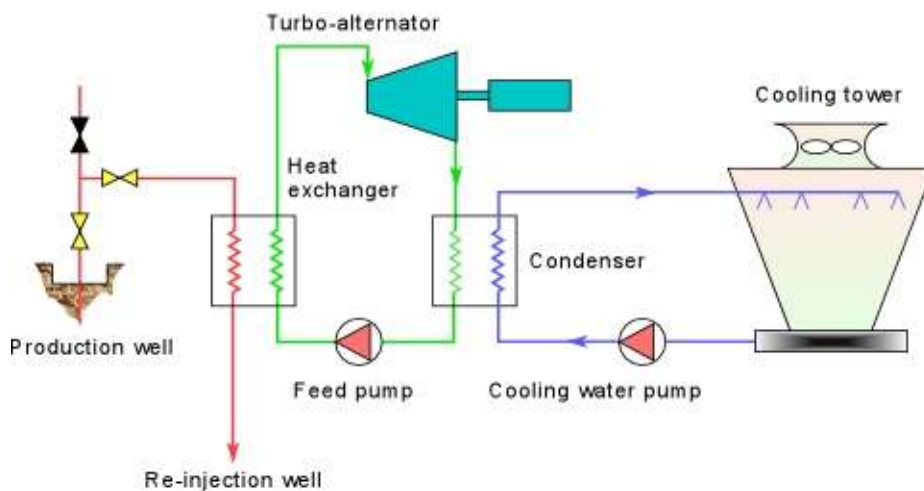 Turbo-alternator
Cooling tower
Heat
exchanger
Condenser
Production well
Feed pump
Cooling water pump
Re-injection well